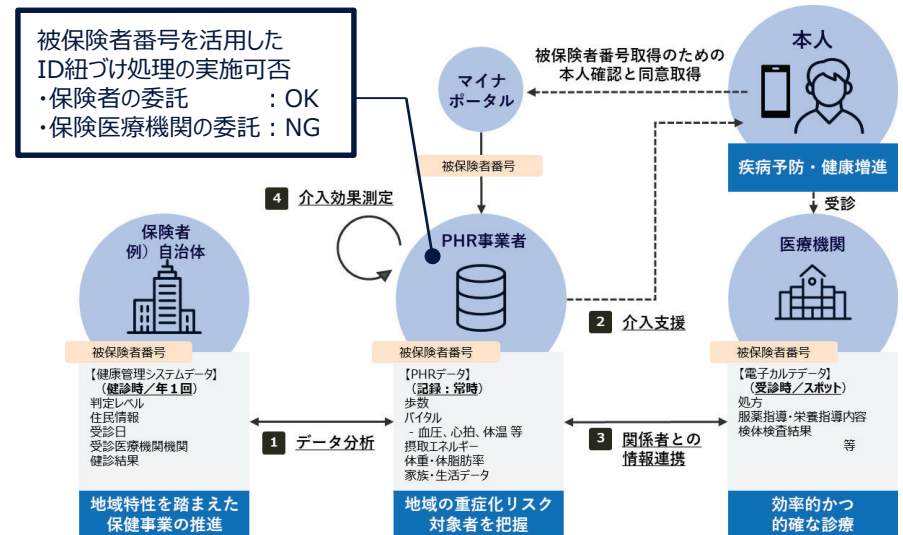 被保険者番号を活用した
ID紐づけ処理の実施可否
・保険者の委託　　　　：OK
・保険医療機関の委託：NG
マイナ
ポータル
被保険者番号取得のための
本人確認と同意取得
本人
疾病予防・健康増進
被保険者番号
受診
4 介入効果測定
保険者
例）自治体
PHR事業者
医療機関
2 介入支援
被保険者番号
【健康管理システムデータ】
（健診時／年1回）
判定レベル
住民情報
受診日
受診医療機関機関
健診結果
地域特性を踏まえた
保健事業の推進
1 データ分析
被保険者番号
【PHRデータ】
（記録：常時）
歩数
バイタル
- 血圧、心拍、体温 等
摂取エネルギー
体重・体脂肪率
家族・生活データ
地域の重症化リスク
対象者を把握
3 関係者との
情報連携
被保険者番号
【電子カルテデータ】
（受診時／スポット）
処方
服薬指導・栄養指導内容
検体検査結果
等
効率的かつ
的確な診療